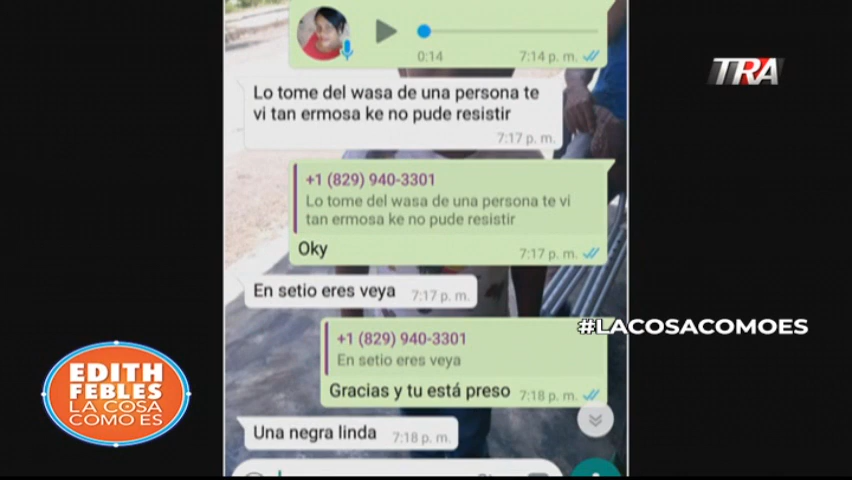 0:14
7:14 p. m.
TRA
Lo tome del wasa de una persona te
vi tan ermosa ke no pude resistir
7:17 p. m.
+1 (829) 940-3301
Lo tome del wasa de una persona te vi
tan ermosa ke no pude resistir
Oky
7:17 p. m.
En setio eres veya
7:17 p. m.
#LACOSACOMOES
+1 (829) 940-3301
En setio eres veya
Gracias y tu está preso
7:18 p. m.
EDITH
FEBLES
LA COSA
COMO ES
Una negra linda
7:18 p. m.